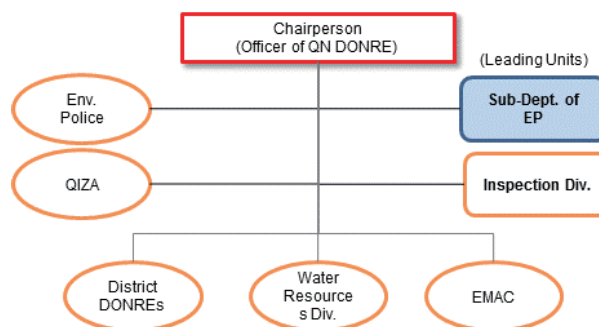 Chairperson
(Officer of QN DONRE)
(Leading Units)
Env.
Police
Sub-Dept. of
EP
QIZA
Inspection Div.
District
DONREs
Water
Resource
s Div.
EMAC